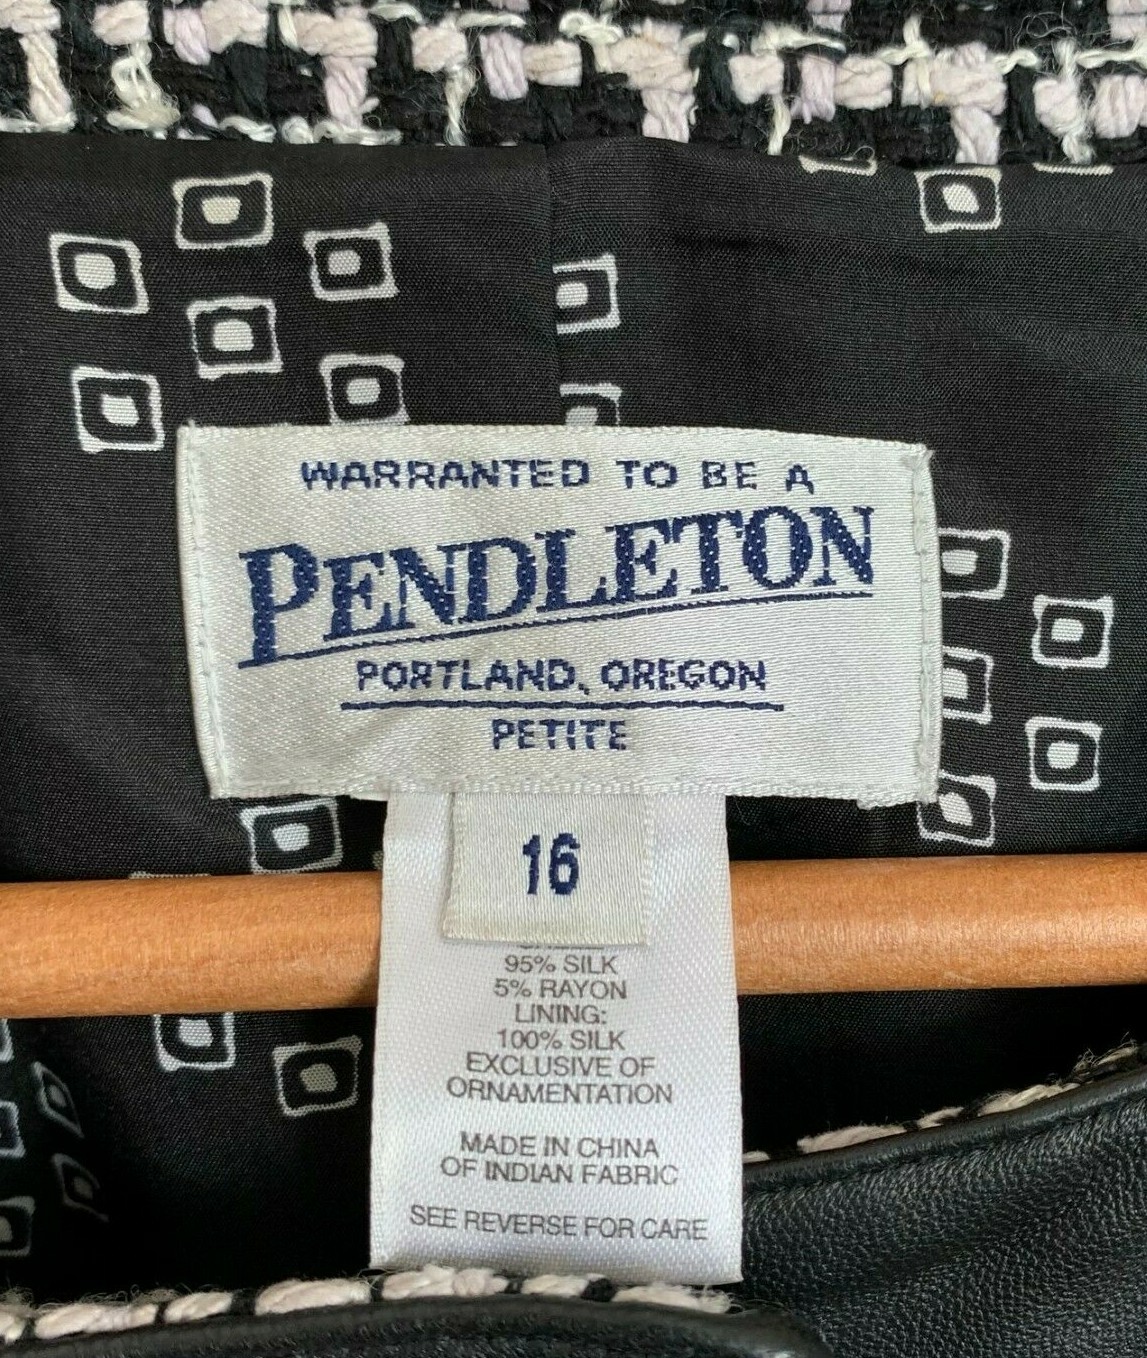 WARRANTED TO BE A
PENDLETON
PORTLAND, OREGON
PETITE
16
95% SILK
5% RAYON
LINING:
100% SILK
EXCLUSIVE OF
ORNAMENTATION
MADE IN CHINA
OF INDIAN FABRIC
SEE REVERSE FOR CARE